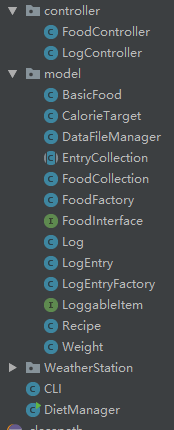 controller
FoodController
LogController
model
BasicFood
CalorieTarget
DataFileManager
EntryCollection
FoodCollection
FoodFactory
FoodInterface
Log
LogEntry
LogEntryFactory
LoggableItem
Recipe
Weight
WeatherStation
CLI
DietManager